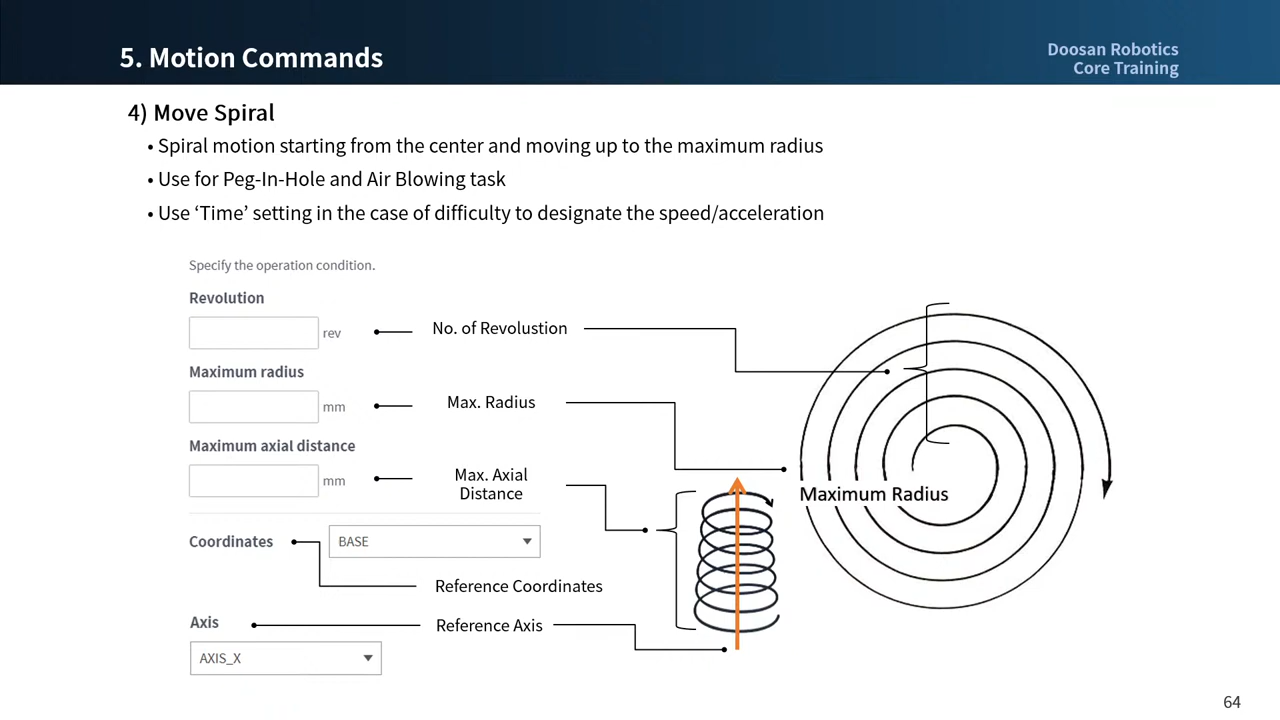 5. Motion Commands
Doosan Robotics
Core Training
4) Move Spiral
• Spiral motion starting from the center and moving up to the maximum radius
• Use for Peg-In-Hole and Air Blowing task
• Use ‘Time’ setting in the case of difficulty to designate the speed/acceleration
Specify the operation condition.
Revolution
rev
No. of Revolustion
Maximum radius
mm
Max. Radius
Maximum axial distance
mm
Max. Axial
Distance
Maximum Radius
Coordinates
BASE
Reference Coordinates
Axis
Reference Axis
AXIS_X
64